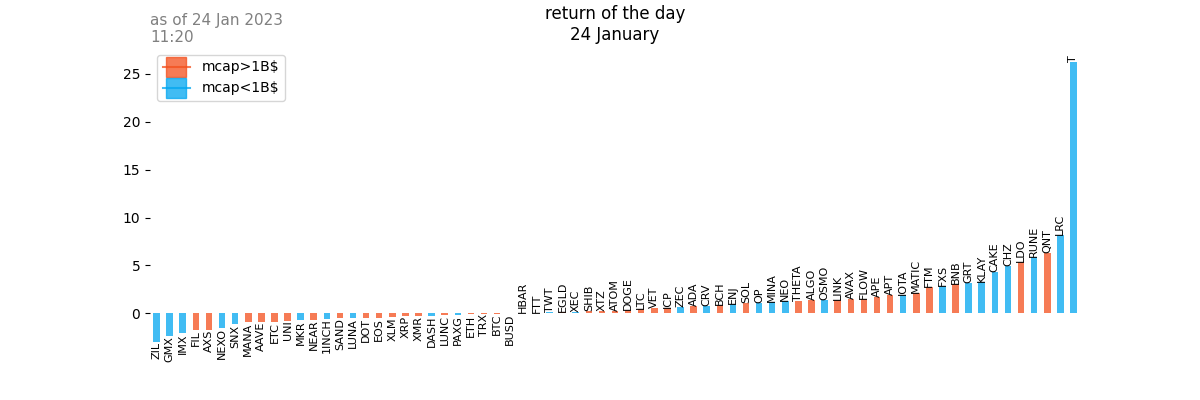 as of 24 Jan 2023
11:20
return of the day
24 January
mcap>1B$
mcap<1B$
25
20
15
10
5
0
ZIL
GMX
IMX
FIL
AXS
NEXO
SNX
MANA
AAVE
ETC
UNI
MKR
NEAR
1INCH
SAND
LUNA
DOT
EOS
XLM
XRP
XMR
DASH
LUNC
PAXG
ETH
TRX
BTC
BUSD
HBAR
FTT
TWT
EGLD
XEC
SHIB
XTZ
ATOM
DOGE
LTC
VET
ICP
ZEC
ADA
CRV
BCH
ENJ
SOL
OP
MINA
NEO
THETA
ALGO
OSMO
LINK
AVAX
FLOW
APE
APT
IOTA
MATIC
FTM
FXS
BNB
GRT
KLAY
CAKE
CHZ
LDO
RUNE
QNT
LRC
T